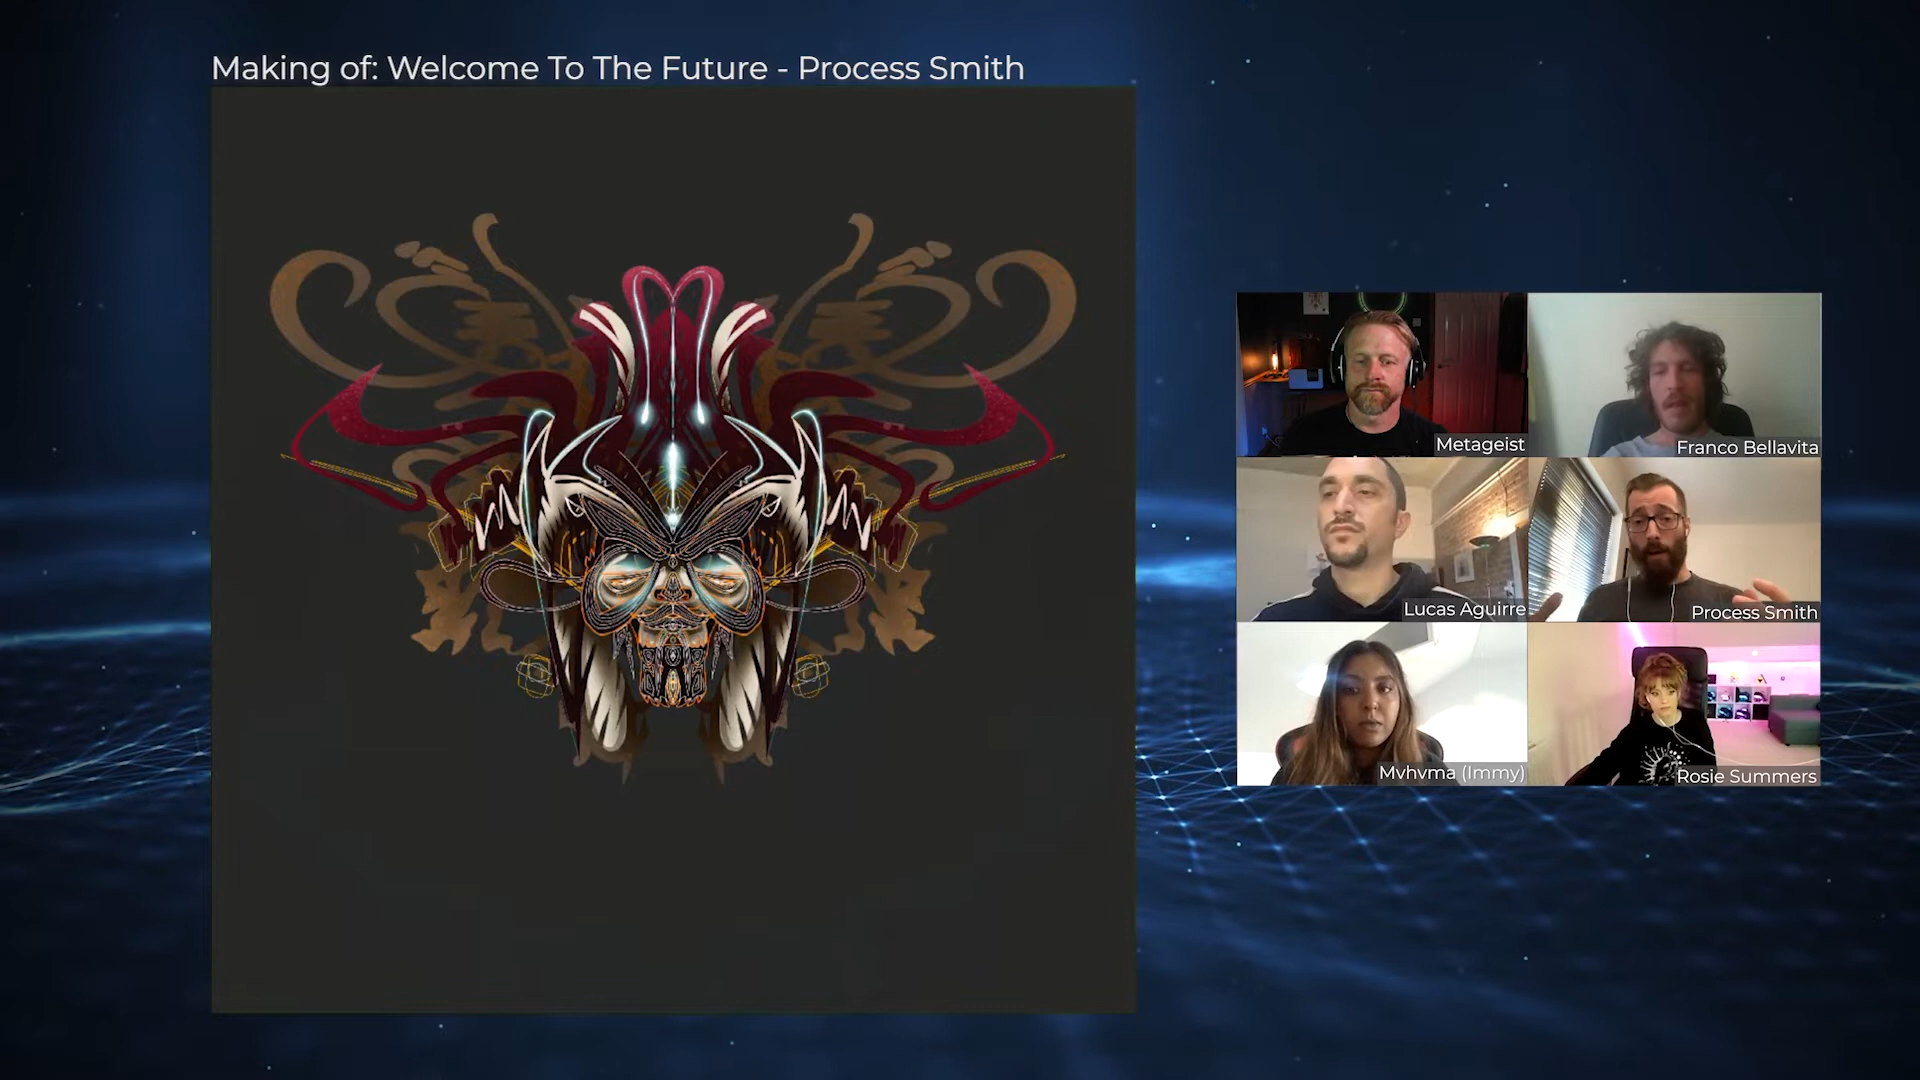 Making of: Welcome To The Future - Process Smith
Metageist
Franco Bellavita
Lucas Aguirre
Process Smith
Mvhvma (Immy)
Rosie Summers